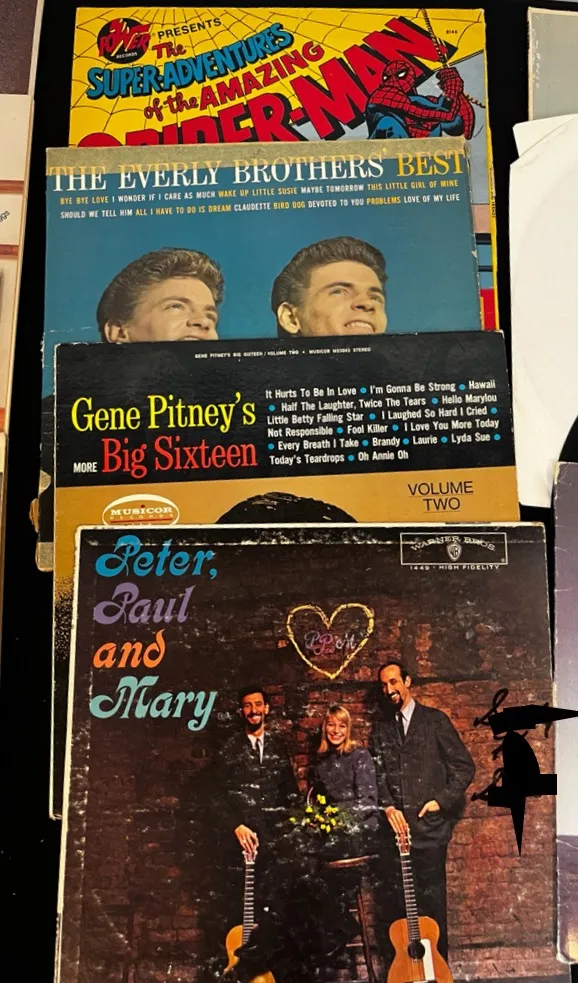 POWER
RECORDS
PRESENTS
The
8146
SUPER-ADVENTURES
of the AMAZING
SPIDER-MAN
THE EVERLY BROTHERS' BEST
BYE BYE LOVE I WONDER IF I CARE AS MUCH WAKE UP LITTLE SUSIE MAYBE TOMORROW THIS LITTLE GIRL OF MINE
SHOULD WE TELL HIM ALL I HAVE TO DO IS DREAM CLAUDETTE BIRD DOG DEVOTED TO YOU PROBLEMS LOVE OF MY LIFE
GENE PITNEY'S BIG SIXTEEN / VOLUME TWO • MUSICOR MS3043 STEREO
Gene Pitney's
MORE Big Sixteen
It Hurts To Be In Love • I'm Gonna Be Strong • Hawaii
• Half The Laughter, Twice The Tears • Hello Marylou
Little Betty Falling Star • I Laughed So Hard I Cried •
Not Responsible • Fool Killer • I Love You More Today
• Every Breath I Take • Brandy • Laurie • Lyda Sue •
Today's Teardrops • Oh Annie Oh
VOLUME
TWO
MUSICOR
RECORDS
Peter,
Paul
and
Mary
WARNER BROS.
WB
1449 • HIGH FIDELITY
P.P.&M